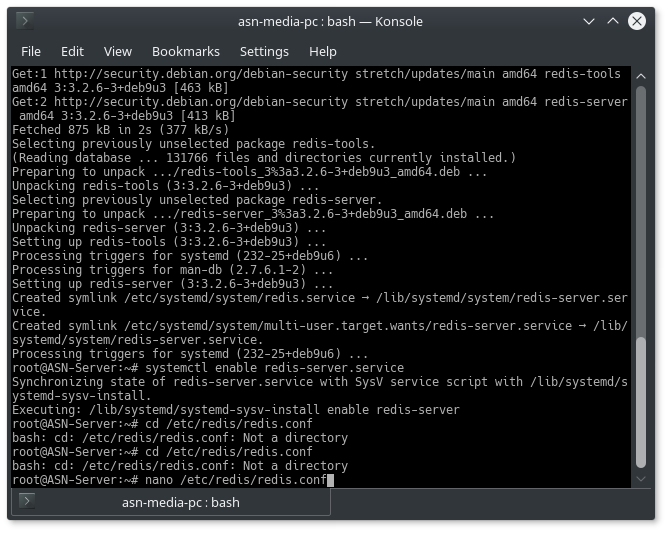 asn-media-pc : bash — Konsole
File Edit View Bookmarks Settings Help
Get:1 http://security.debian.org/debian-security stretch/updates/main amd64 redis-tools
amd64 3:3.2.6-3+deb9u3 [463 kB]
Get:2 http://security.debian.org/debian-security stretch/updates/main amd64 redis-server
 amd64 3:3.2.6-3+deb9u3 [413 kB]
Fetched 875 kB in 2s (377 kB/s)
Selecting previously unselected package redis-tools.
(Reading database ... 131766 files and directories currently installed.)
Preparing to unpack .../redis-tools_3%3a3.2.6-3+deb9u3_amd64.deb ...
Unpacking redis-tools (3:3.2.6-3+deb9u3) ...
Selecting previously unselected package redis-server.
Preparing to unpack .../redis-server_3%3a3.2.6-3+deb9u3_amd64.deb ...
Unpacking redis-server (3:3.2.6-3+deb9u3) ...
Setting up redis-tools (3:3.2.6-3+deb9u3) ...
Processing triggers for systemd (232-25+deb9u6) ...
Processing triggers for man-db (2.7.6.1-2) ...
Setting up redis-server (3:3.2.6-3+deb9u3) ...
Created symlink /etc/systemd/system/redis.service → /lib/systemd/system/redis-server.ser
vice.
Created symlink /etc/systemd/system/multi-user.target.wants/redis-server.service → /lib/
systemd/system/redis-server.service.
Processing triggers for systemd (232-25+deb9u6) ...
root@ASN-Server:~# systemctl enable redis-server.service
Synchronizing state of redis-server.service with SysV service script with /lib/systemd/s
ystemd-sysv-install.
Executing: /lib/systemd/systemd-sysv-install enable redis-server
root@ASN-Server:~# cd /etc/redis/redis.conf
bash: cd: /etc/redis/redis.conf: Not a directory
root@ASN-Server:~# cd /etc/redis/redis.conf
bash: cd: /etc/redis/redis.conf: Not a directory
root@ASN-Server:~# nano /etc/redis/redis.conf
asn-media-pc : bash